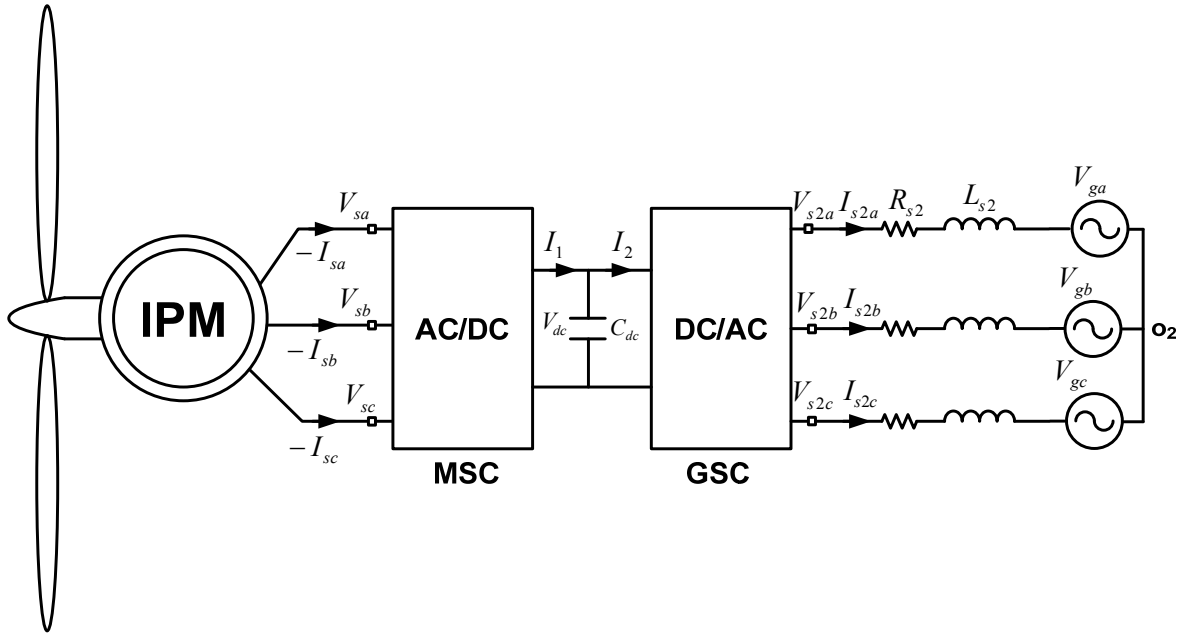 V_ga
V_sa
V_s2a I_s2a R_s2 L_s2
−I_sa
I_1 I_2
V_gb
V_sb
V_s2b I_s2b
IPM
AC/DC
V_dc C_dc
DC/AC
o₂
−I_sb
V_gc
V_sc
V_s2c I_s2c
−I_sc
MSC
GSC